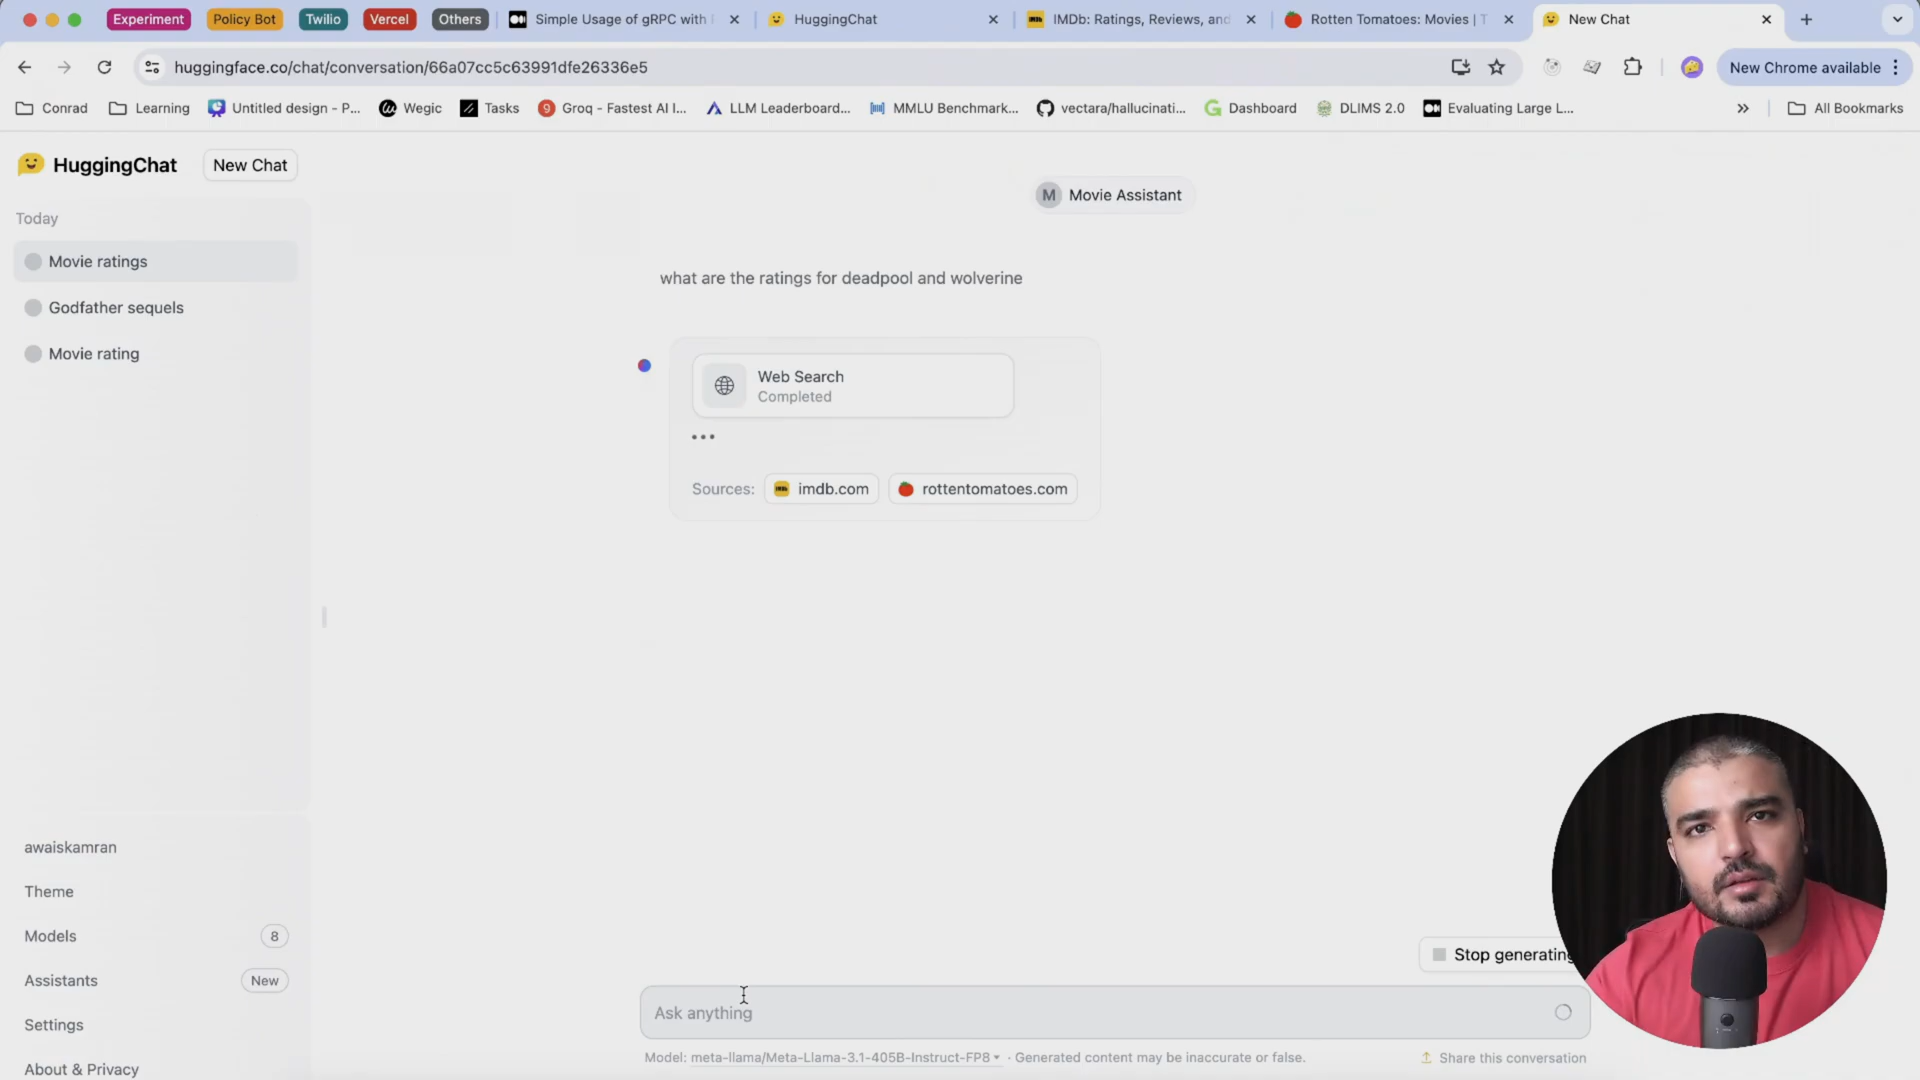 Experiment
Policy Bot
Twilio
Vercel
Others
Simple Usage of gRPC with
HuggingChat
IMDb: Ratings, Reviews, and
Rotten Tomatoes: Movies | T
New Chat
huggingface.co/chat/conversation/66a07cc5c63991dfe26336e5
New Chrome available
Conrad
Learning
Untitled design - P...
Wegic
Tasks
Groq - Fastest AI I...
LLM Leaderboard...
MMLU Benchmark...
vectara/hallucinati...
Dashboard
DLIMS 2.0
Evaluating Large L...
All Bookmarks
HuggingChat
New Chat
Today
Movie ratings
Godfather sequels
Movie rating
M Movie Assistant
what are the ratings for deadpool and wolverine
Web Search
Completed
Sources: imdb.com rottentomatoes.com
awaiskamran
Theme
Models 8
Assistants New
Settings
About & Privacy
Stop generating
Ask anything
Model: meta-llama/Meta-Llama-3.1-405B-Instruct-FP8 · Generated content may be inaccurate or false.
Share this conversation